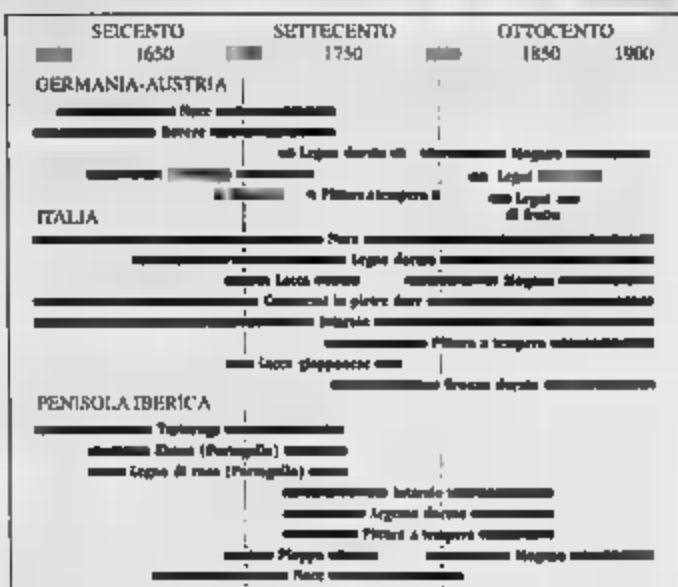 SEICENTO SETTECENTO OTTOCENTO
1650 1750 1850 1900
GERMANIA-AUSTRIA
Noce
Rovere
Legno dorato Mogano
Legni
Pittura a tempera Legni
di frutto
ITALIA
Noce
Legno dorato
Lacca Mogano
Commessi in pietre dure
Intarsio
Pittura a tempera
Lacca giapponese
Bronzo dorato
PENISOLA IBERICA
Tartaruga
Ebano (Portogallo)
Legno di rosa (Portogallo)
Intarsio
Legno dorato
Pittura a tempera
Pioppo Mogano
Noce